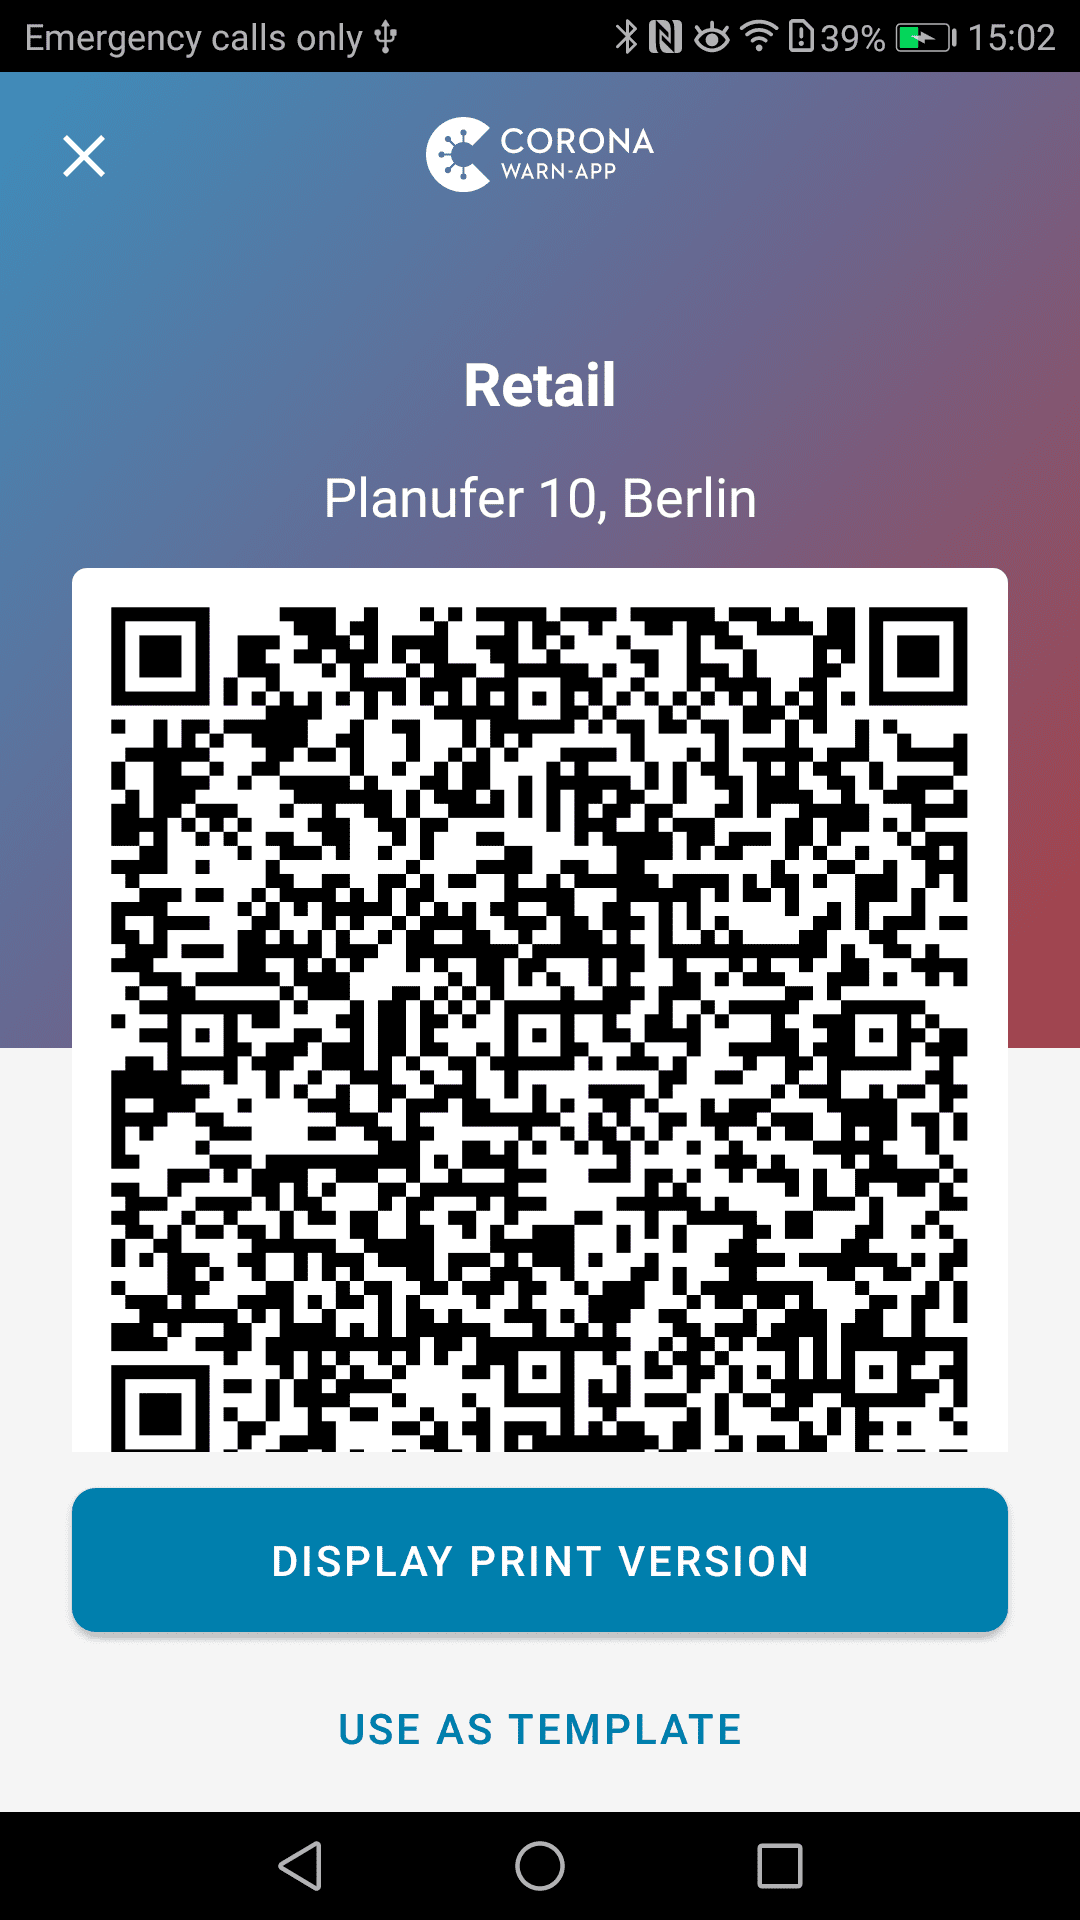 Emergency calls only 39% 15:02
CORONA
WARN-APP
Retail
Planufer 10, Berlin
DISPLAY PRINT VERSION
USE AS TEMPLATE